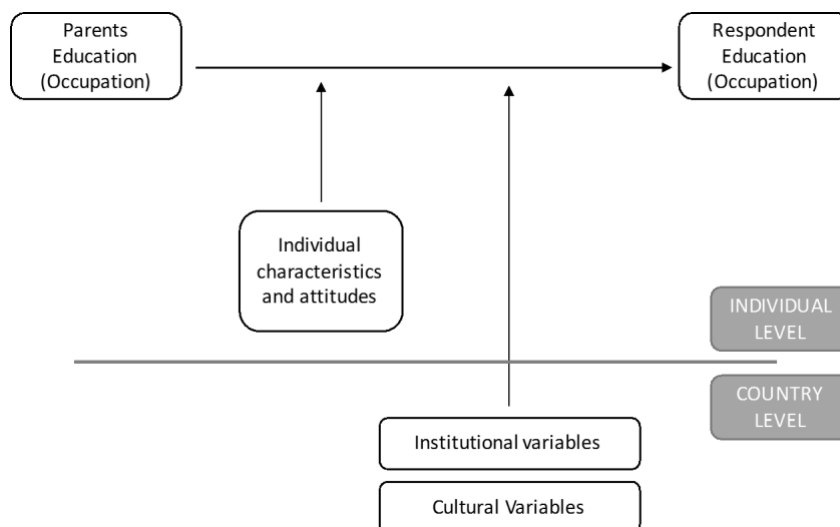 Parents
Education
(Occupation)
Respondent
Education
(Occupation)
Individual
characteristics
and attitudes
INDIVIDUAL
LEVEL
COUNTRY
LEVEL
Institutional variables
Cultural Variables